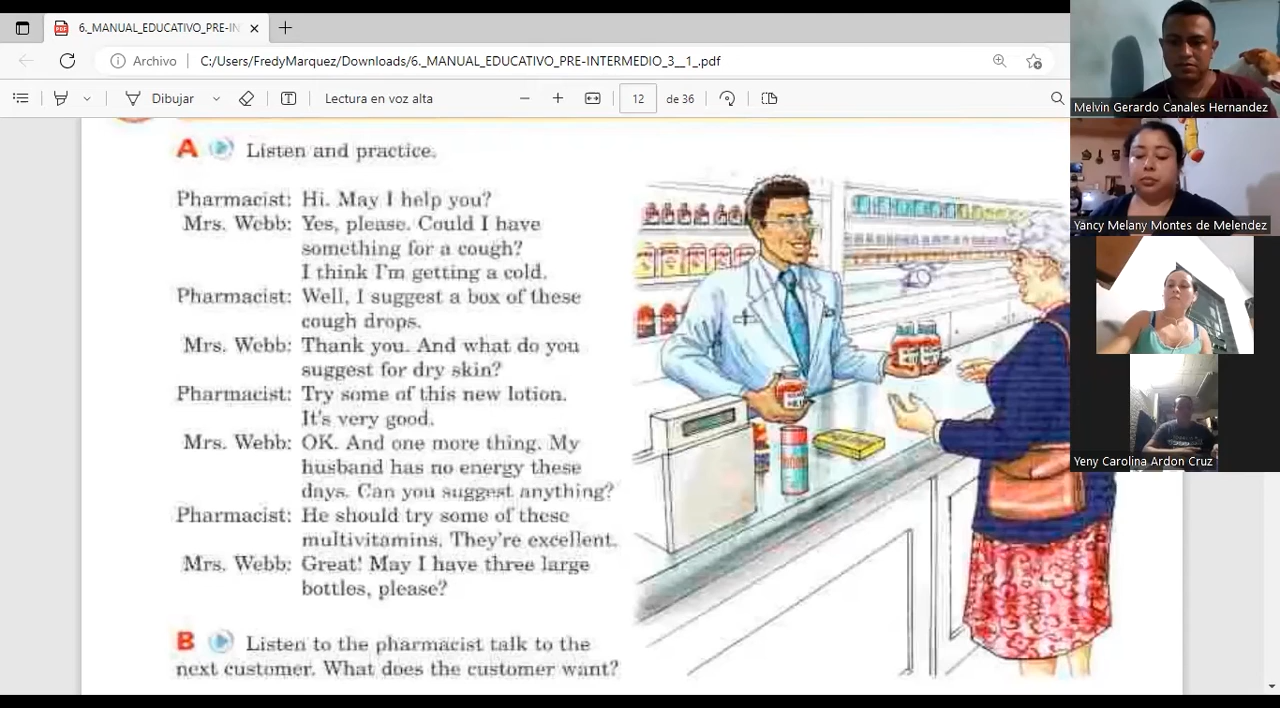 6._MANUAL_EDUCATIVO_PRE-IN
Archivo
C:/Users/FredyMarquez/Downloads/6._MANUAL_EDUCATIVO_PRE-INTERMEDIO_3__1_.pdf
Dibujar
Lectura en voz alta
12 de 36
A Listen and practice.
Pharmacist: Hi. May I help you?
Mrs. Webb: Yes, please. Could I have
something for a cough?
I think I'm getting a cold.
Pharmacist: Well, I suggest a box of these
cough drops.
Mrs. Webb: Thank you. And what do you
suggest for dry skin?
Pharmacist: Try some of this new lotion.
It's very good.
Mrs. Webb: OK. And one more thing. My
husband has no energy these
days. Can you suggest anything?
Pharmacist: He should try some of these
multivitamins. They're excellent.
Mrs. Webb: Great! May I have three large
bottles, please?
B Listen to the pharmacist talk to the
next customer. What does the customer want?
Melvin Gerardo Canales Hernandez
Yancy Melany Montes de Melendez
Yeny Carolina Ardon Cruz